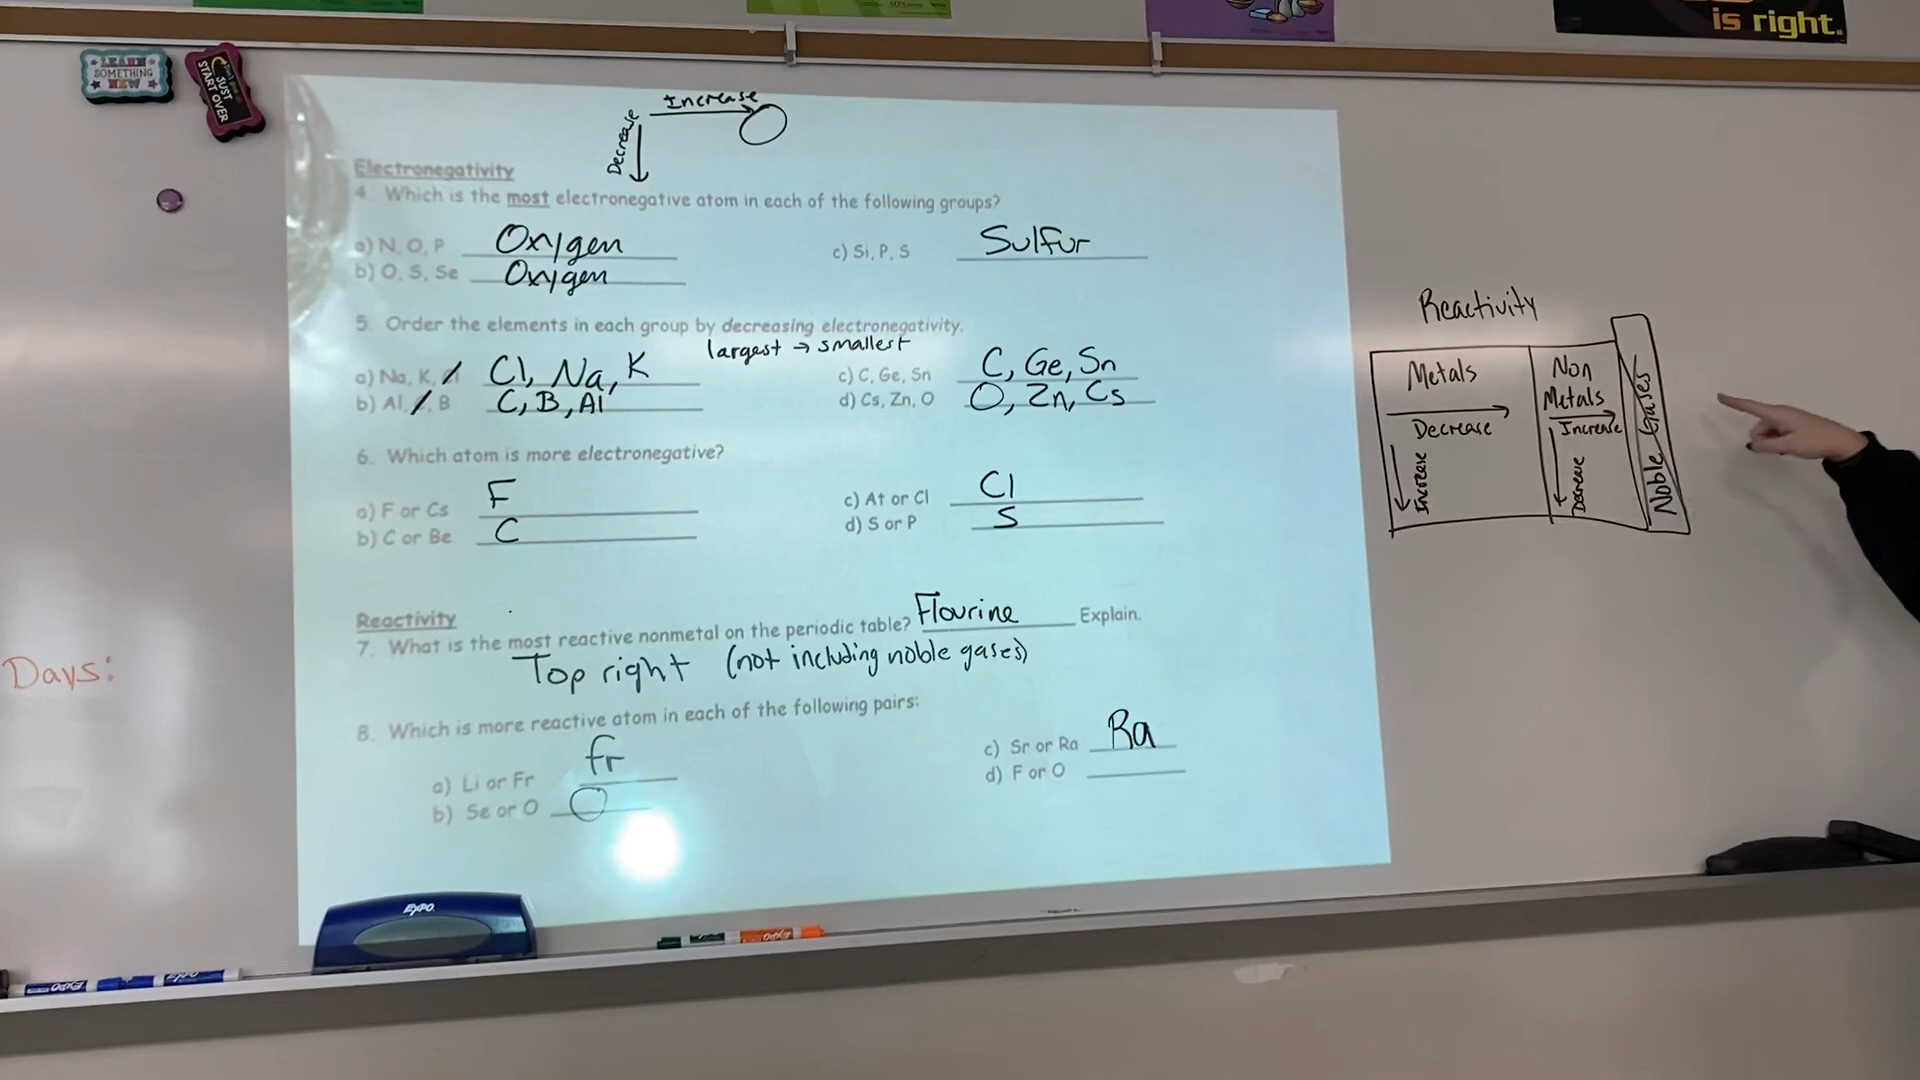 is right.
LEARN
SOMETHING
NEW
JUST
START OVER
Increase
Decrease
Electronegativity
4. Which is the most electronegative atom in each of the following groups?
a) N, O, P Oxygen
c) Si, P, S Sulfur
b) O, S, Se Oxygen
5. Order the elements in each group by decreasing electronegativity.
largest → smallest
a) Na, K, Cl Cl, Na, K
c) C, Ge, Sn C, Ge, Sn
b) Al, C, B C, B, Al
d) Cs, Zn, O O, Zn, Cs
6. Which atom is more electronegative?
a) F or Cs F
c) At or Cl Cl
b) C or Be C
d) S or P S
Reactivity
7. What is the most reactive nonmetal on the periodic table? Flourine Explain.
Top right (not including noble gases)
8. Which is more reactive atom in each of the following pairs:
a) Li or Fr Fr
c) Sr or Ra Ra
b) Se or O O
d) F or O
Reactivity
Metals
Decrease
Increase
Non
Metals
Increase
Decrease
Noble Gases
Days:
EXPO
EXPO
EXPO